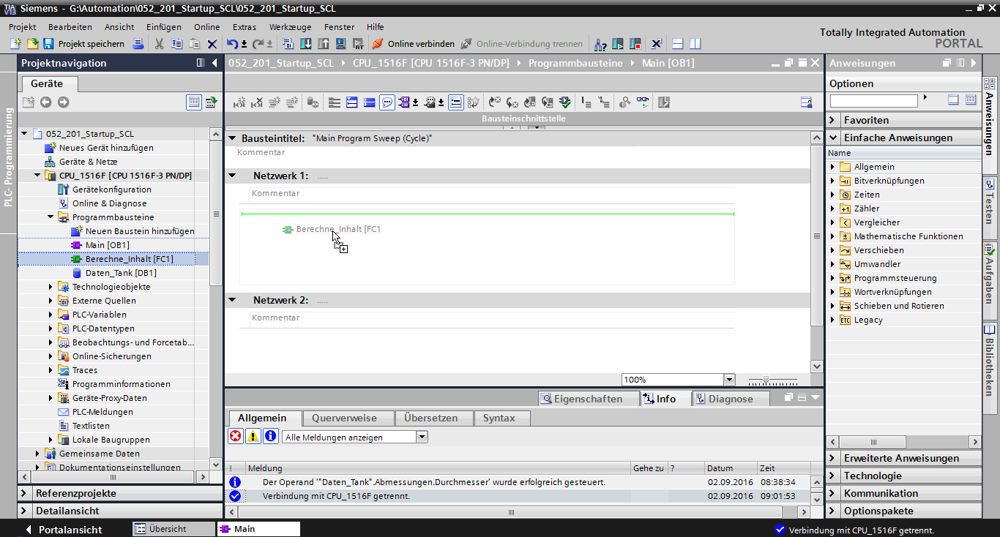 TIA V13 Siemens - G:\Automation\052_201_Startup_SCL\052_201_Startup_SCL
Projekt Bearbeiten Ansicht Einfügen Online Extras Werkzeuge Fenster Hilfe
Totally Integrated Automation
PORTAL
Projekt speichern Online verbinden Online-Verbindung trennen
Projektnavigation
052_201_Startup_SCL CPU_1516F [CPU 1516F-3 PN/DP] Programmbausteine Main [OB1]
Anweisungen
Geräte
Optionen
PLC- Programmierung
052_201_Startup_SCL
Neues Gerät hinzufügen
Geräte & Netze
CPU_1516F [CPU 1516F-3 PN/DP]
Gerätekonfiguration
Online & Diagnose
Programmbausteine
Neuen Baustein hinzufügen
Main [OB1]
Berechne_Inhalt [FC1]
Daten_Tank [DB1]
Technologieobjekte
Externe Quellen
PLC-Variablen
PLC-Datentypen
Beobachtungs- und Forcetab...
Online-Sicherungen
Traces
Programminformationen
Geräte-Proxy-Daten
PLC-Meldungen
Textlisten
Lokale Baugruppen
Gemeinsame Daten
Dokumentationseinstellungen
Referenzprojekte
Detailansicht
Bausteinschnittstelle
Bausteintitel: "Main Program Sweep (Cycle)"
Kommentar
Netzwerk 1: .....
Kommentar
Berechne_Inhalt [FC1
Netzwerk 2: .....
Kommentar
100%
Eigenschaften Info Diagnose
Allgemein Querverweise Übersetzen Syntax
Alle Meldungen anzeigen
! Meldung Gehe zu ? Datum Zeit
Der Operand '"Daten_Tank".Abmessungen.Durchmesser' wurde erfolgreich gesteuert. 02.09.2016 08:38:34
Verbindung mit CPU_1516F getrennt. 02.09.2016 09:01:53
Favoriten
Einfache Anweisungen
Name
Allgemein
Bitverknüpfungen
Zeiten
Zähler
Vergleicher
Mathematische Funktionen
Verschieben
Umwandler
Programmsteuerung
Wortverknüpfungen
Schieben und Rotieren
Legacy
Erweiterte Anweisungen
Technologie
Kommunikation
Optionspakete
Anweisungen
Testen
Aufgaben
Bibliotheken
Portalansicht Übersicht Main Verbindung mit CPU_1516F getrennt.